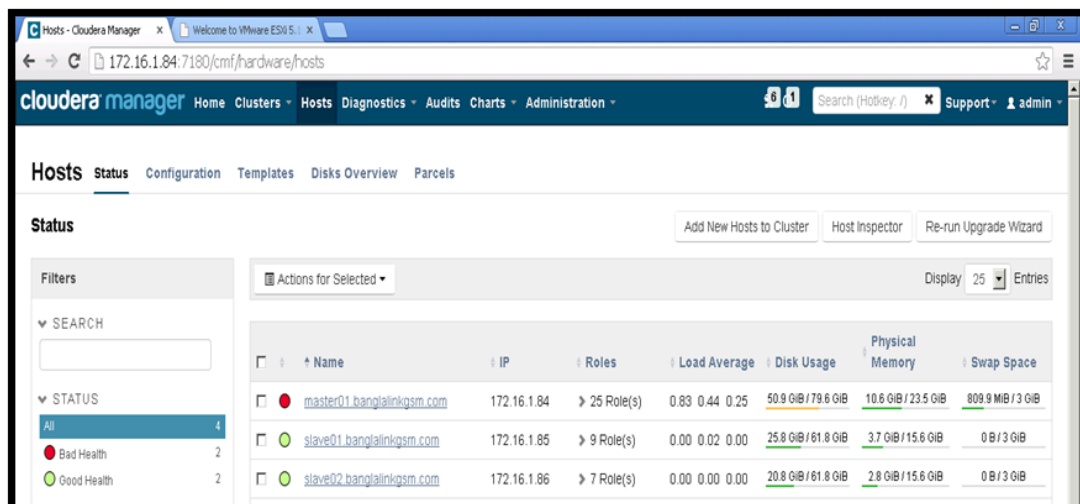 Hosts - Cloudera Manager
Welcome to VMware ESXi 5.
172.16.1.84:7180/cmf/hardware/hosts
cloudera manager Home Clusters Hosts Diagnostics Audits Charts Administration 6 1 Search (Hotkey: /) Support admin
Hosts Status Configuration Templates Disks Overview Parcels
Status
Add New Hosts to Cluster Host Inspector Re-run Upgrade Wizard
Filters
Actions for Selected
Display 25 Entries
SEARCH
STATUS
All 4
Bad Health 2
Good Health 2
Name IP Roles Load Average Disk Usage Physical Memory Swap Space
master01.banglalinkgsm.com 172.16.1.84 25 Role(s) 0.83 0.44 0.25 50.9 GiB / 79.6 GiB 10.6 GiB / 23.5 GiB 809.9 MiB / 3 GiB
slave01.banglalinkgsm.com 172.16.1.85 9 Role(s) 0.00 0.02 0.00 25.8 GiB / 61.8 GiB 3.7 GiB / 15.6 GiB 0 B / 3 GiB
slave02.banglalinkgsm.com 172.16.1.86 7 Role(s) 0.00 0.00 0.00 20.8 GiB / 61.8 GiB 2.8 GiB / 15.6 GiB 0 B / 3 GiB